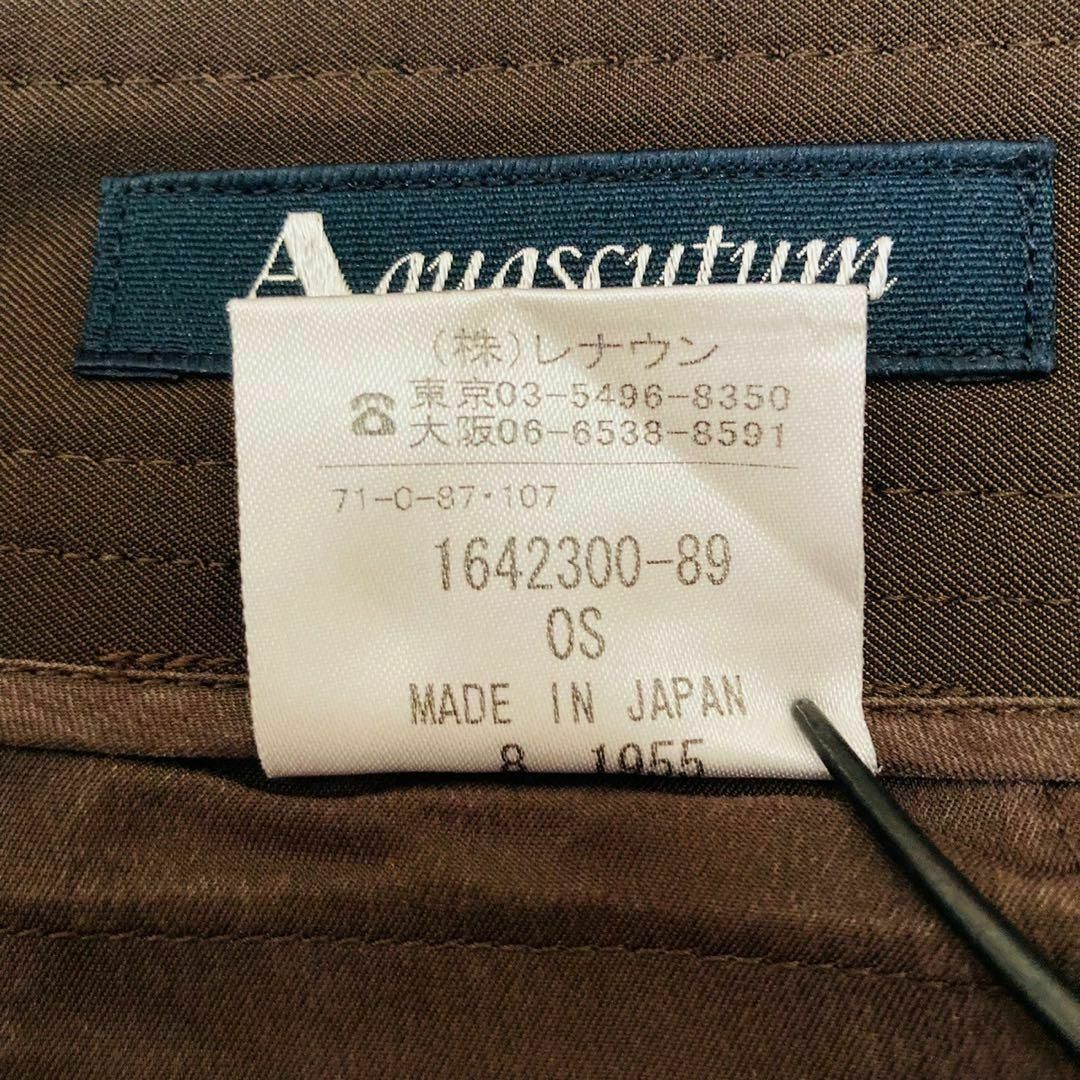 Aquascutum
(株)レナウン
☎ 東京03-5496-8350
大阪06-6538-8591
71-0-87・107
1642300-89
OS
MADE IN JAPAN
8 1955